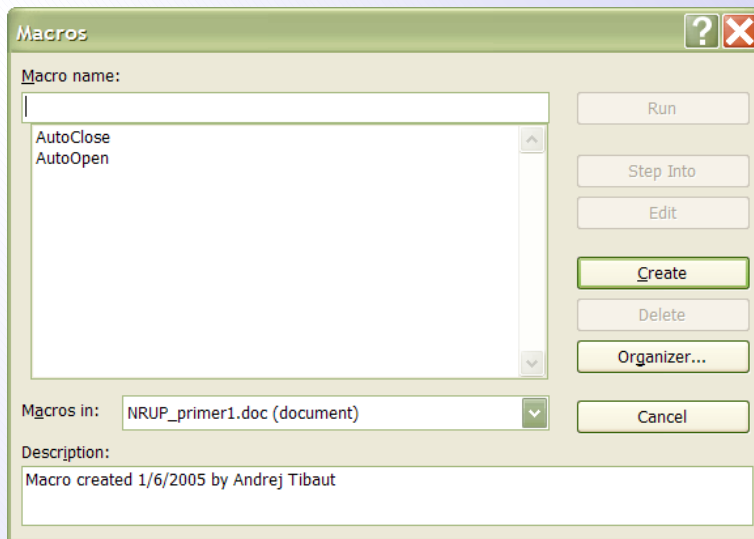 Macros
Macro name:
Run
AutoClose
AutoOpen
Step Into
Edit
Create
Delete
Organizer...
Macros in:
NRUP_primer1.doc (document)
Cancel
Description:
Macro created 1/6/2005 by Andrej Tibaut